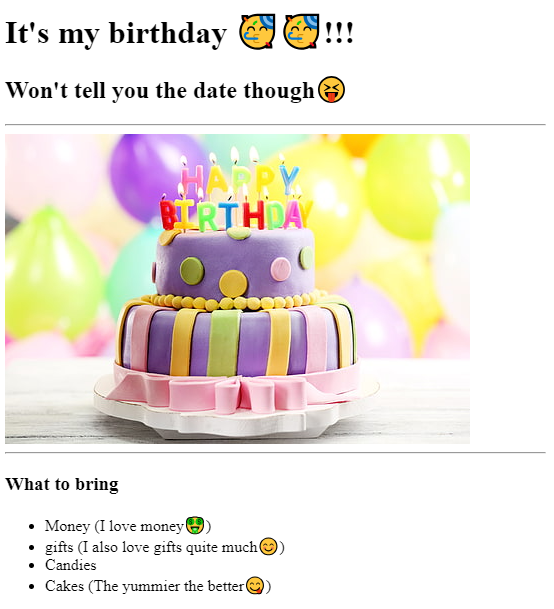 It's my birthday 🥳🥳!!!
Won't tell you the date though😝
HAPPY
BIRTHDAY
What to bring
Money (I love money🤑)
gifts (I also love gifts quite much😊)
Candies
Cakes (The yummier the better😋)